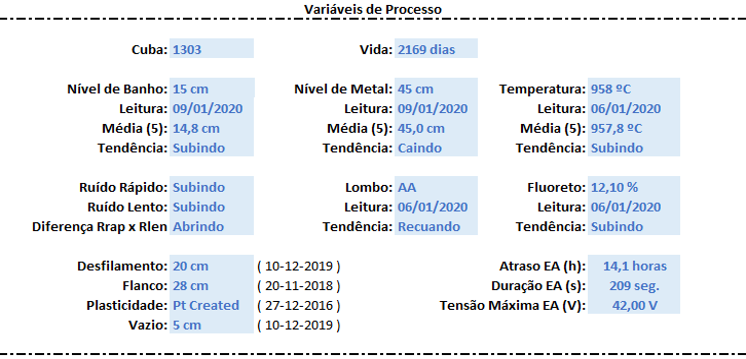 Variáveis de Processo
Cuba: 1303 Vida: 2169 dias
Nível de Banho: 15 cm Nível de Metal: 45 cm Temperatura: 958 ºC
Leitura: 09/01/2020 Leitura: 09/01/2020 Leitura: 06/01/2020
Média (5): 14,8 cm Média (5): 45,0 cm Média (5): 957,8 ºC
Tendência: Subindo Tendência: Caindo Tendência: Subindo
Ruído Rápido: Subindo Lombo: AA Fluoreto: 12,10 %
Ruído Lento: Subindo Leitura: 06/01/2020 Leitura: 06/01/2020
Diferença Rrap x Rlen Abrindo Tendência: Recuando Tendência: Subindo
Desfilamento: 20 cm ( 10-12-2019 ) Atraso EA (h): 14,1 horas
Flanco: 28 cm ( 20-11-2018 ) Duração EA (s): 209 seg.
Plasticidade: Pt Created ( 27-12-2016 ) Tensão Máxima EA (V): 42,00 V
Vazio: 5 cm ( 10-12-2019 )